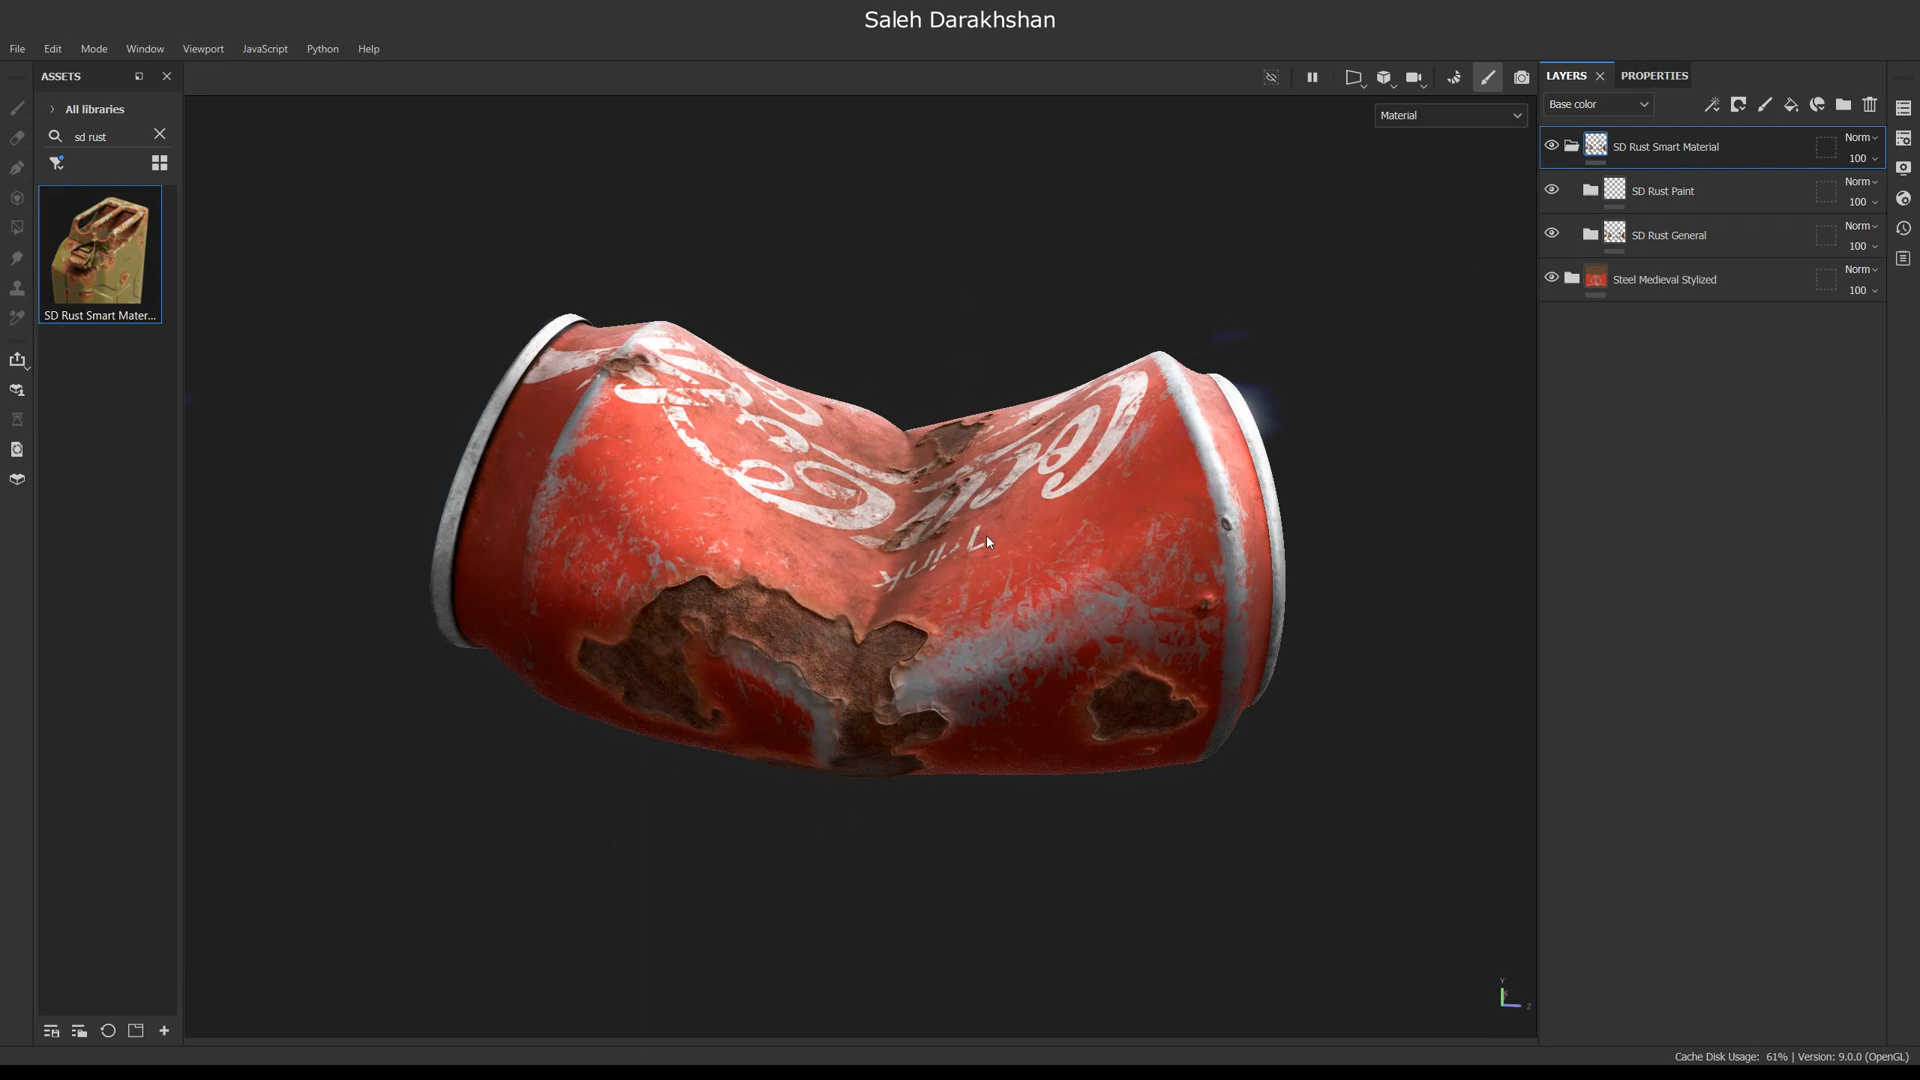 Saleh Darakhshan
File Edit Mode Window Viewport JavaScript Python Help
ASSETS
All libraries
sd rust
SD Rust Smart Mater...
Material
LAYERS PROPERTIES
Base color
SD Rust Smart Material Norm 100
SD Rust Paint Norm 100
SD Rust General Norm 100
Steel Medieval Stylized Norm 100
Y
Z
Cache Disk Usage: 61% | Version: 9.0.0 (OpenGL)